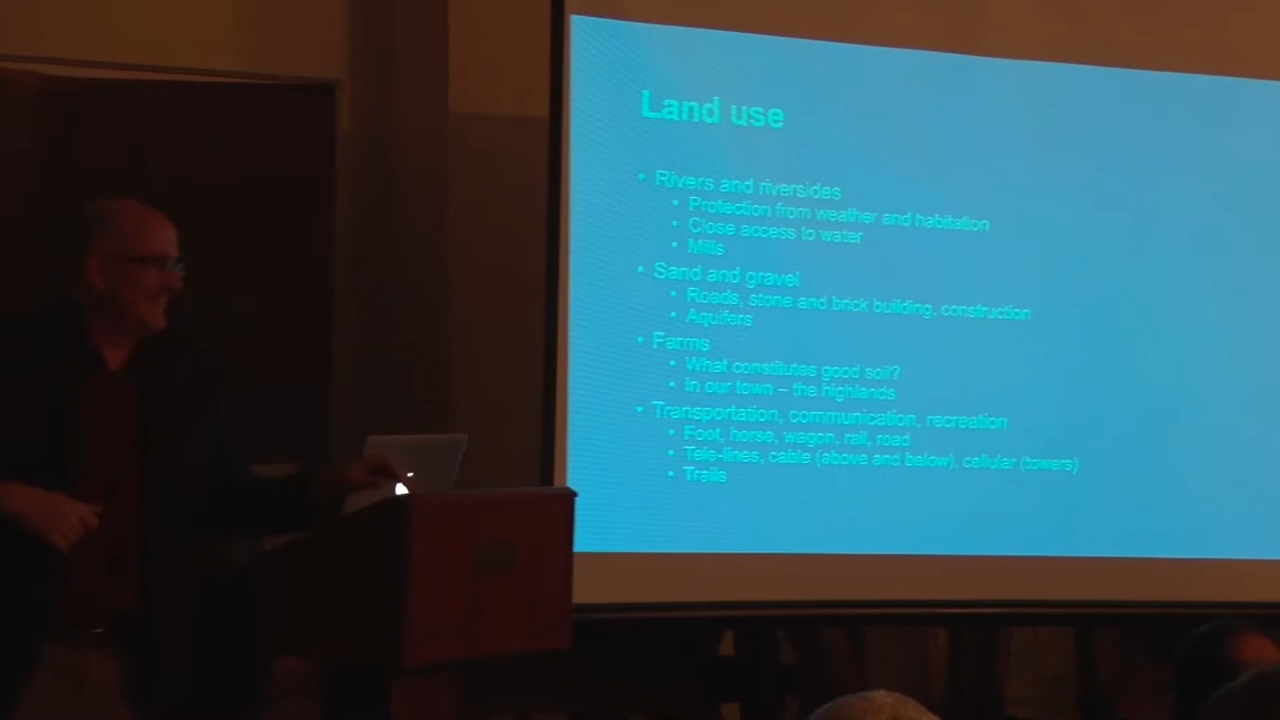 Land use
• Rivers and riversides
• Protection from weather and habitation
• Close access to water
• Mills
• Sand and gravel
• Roads, stone and brick building, construction
• Aquifers
• Farms
• What constitutes good soil?
• In our town – the highlands
• Transportation, communication, recreation
• Foot, horse, wagon, rail, road
• Tele-lines, cable (above and below), cellular (towers)
• Trails